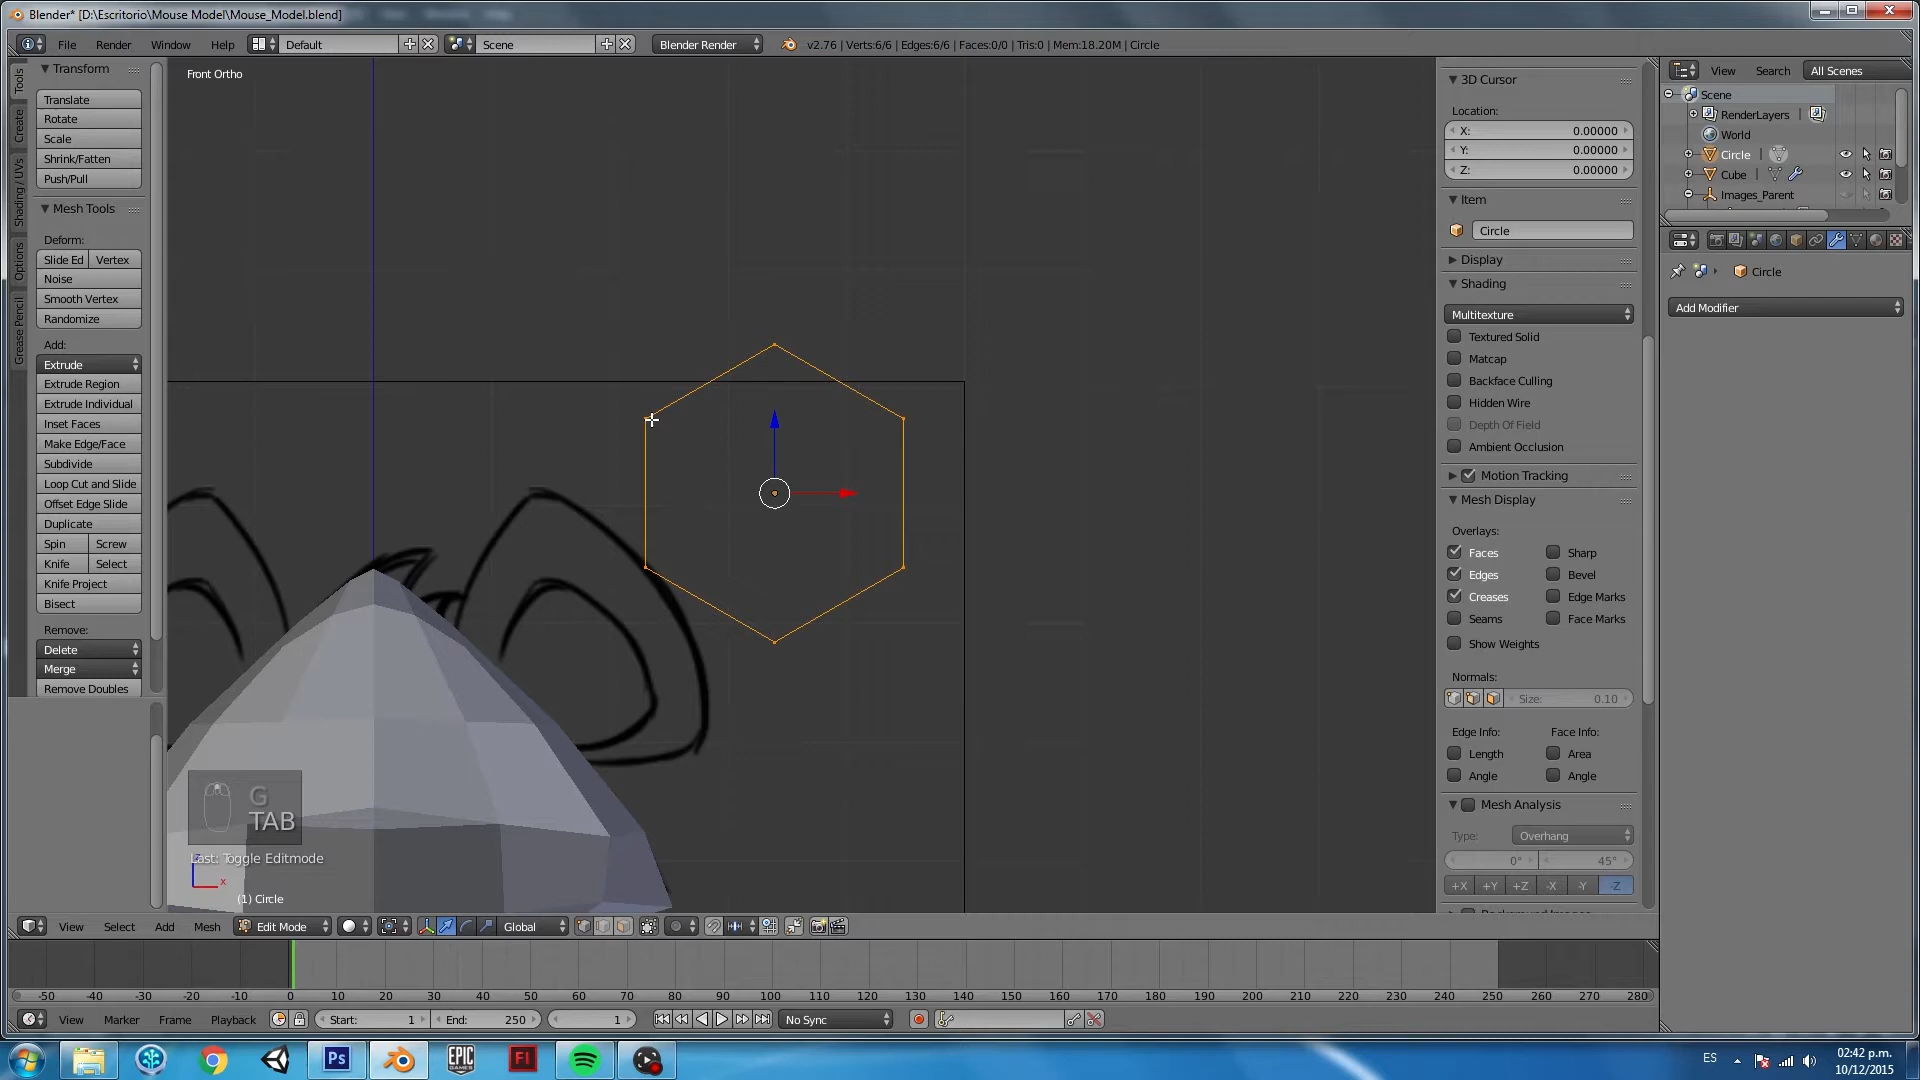 Blender* [D:\Escritorio\Mouse Model\Mouse_Model.blend]
File Render Window Help Default Scene Blender Render v2.76 | Verts:6/6 | Edges:6/6 | Faces:0/0 | Tris:0 | Mem:18.20M | Circle
Tools
Create
Shading / UVs
Options
Grease Pencil
Transform
Translate
Rotate
Scale
Shrink/Fatten
Push/Pull
Mesh Tools
Deform:
Slide Ed Vertex
Noise
Smooth Vertex
Randomize
Add:
Extrude
Extrude Region
Extrude Individual
Inset Faces
Make Edge/Face
Subdivide
Loop Cut and Slide
Offset Edge Slide
Duplicate
Spin Screw
Knife Select
Knife Project
Bisect
Remove:
Delete
Merge
Remove Doubles
Front Ortho
G
TAB
Last: Toggle Editmode
x
(1) Circle
3D Cursor
Location:
X: 0.00000
Y: 0.00000
Z: 0.00000
Item
Circle
Display
Shading
Multitexture
Textured Solid
Matcap
Backface Culling
Hidden Wire
Depth Of Field
Ambient Occlusion
Motion Tracking
Mesh Display
Overlays:
Faces Sharp
Edges Bevel
Creases Edge Marks
Seams Face Marks
Show Weights
Normals:
Size: 0.10
Edge Info: Face Info:
Length Area
Angle Angle
Mesh Analysis
Type: Overhang
0° 45°
+X +Y +Z -X -Y -Z
View Search All Scenes
Scene
RenderLayers
World
Circle
Cube
Images_Parent
Circle
Add Modifier
View Select Add Mesh Edit Mode Global
-50 -40 -30 -20 -10 0 10 20 30 40 50 60 70 80 90 100 110 120 130 140 150 160 170 180 190 200 210 220 230 240 250 260 270 280
View Marker Frame Playback Start: 1 End: 250 1 No Sync
Ps EPIC GAMES Fl
ES 02:42 p.m.
10/12/2015